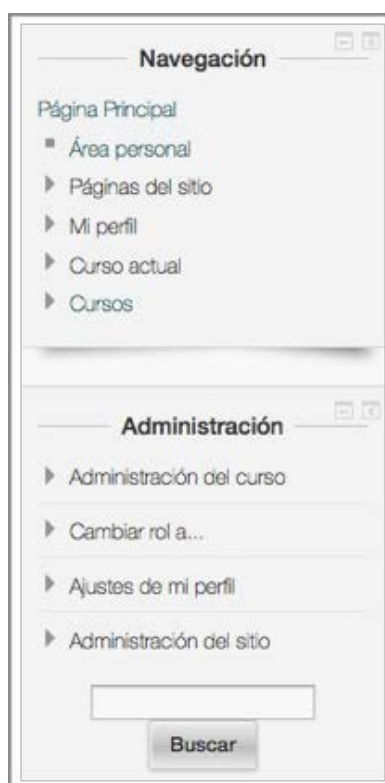 Navegación
Página Principal
Área personal
Páginas del sitio
Mi perfil
Curso actual
Cursos
Administración
Administración del curso
Cambiar rol a...
Ajustes de mi perfil
Administración del sitio
Buscar